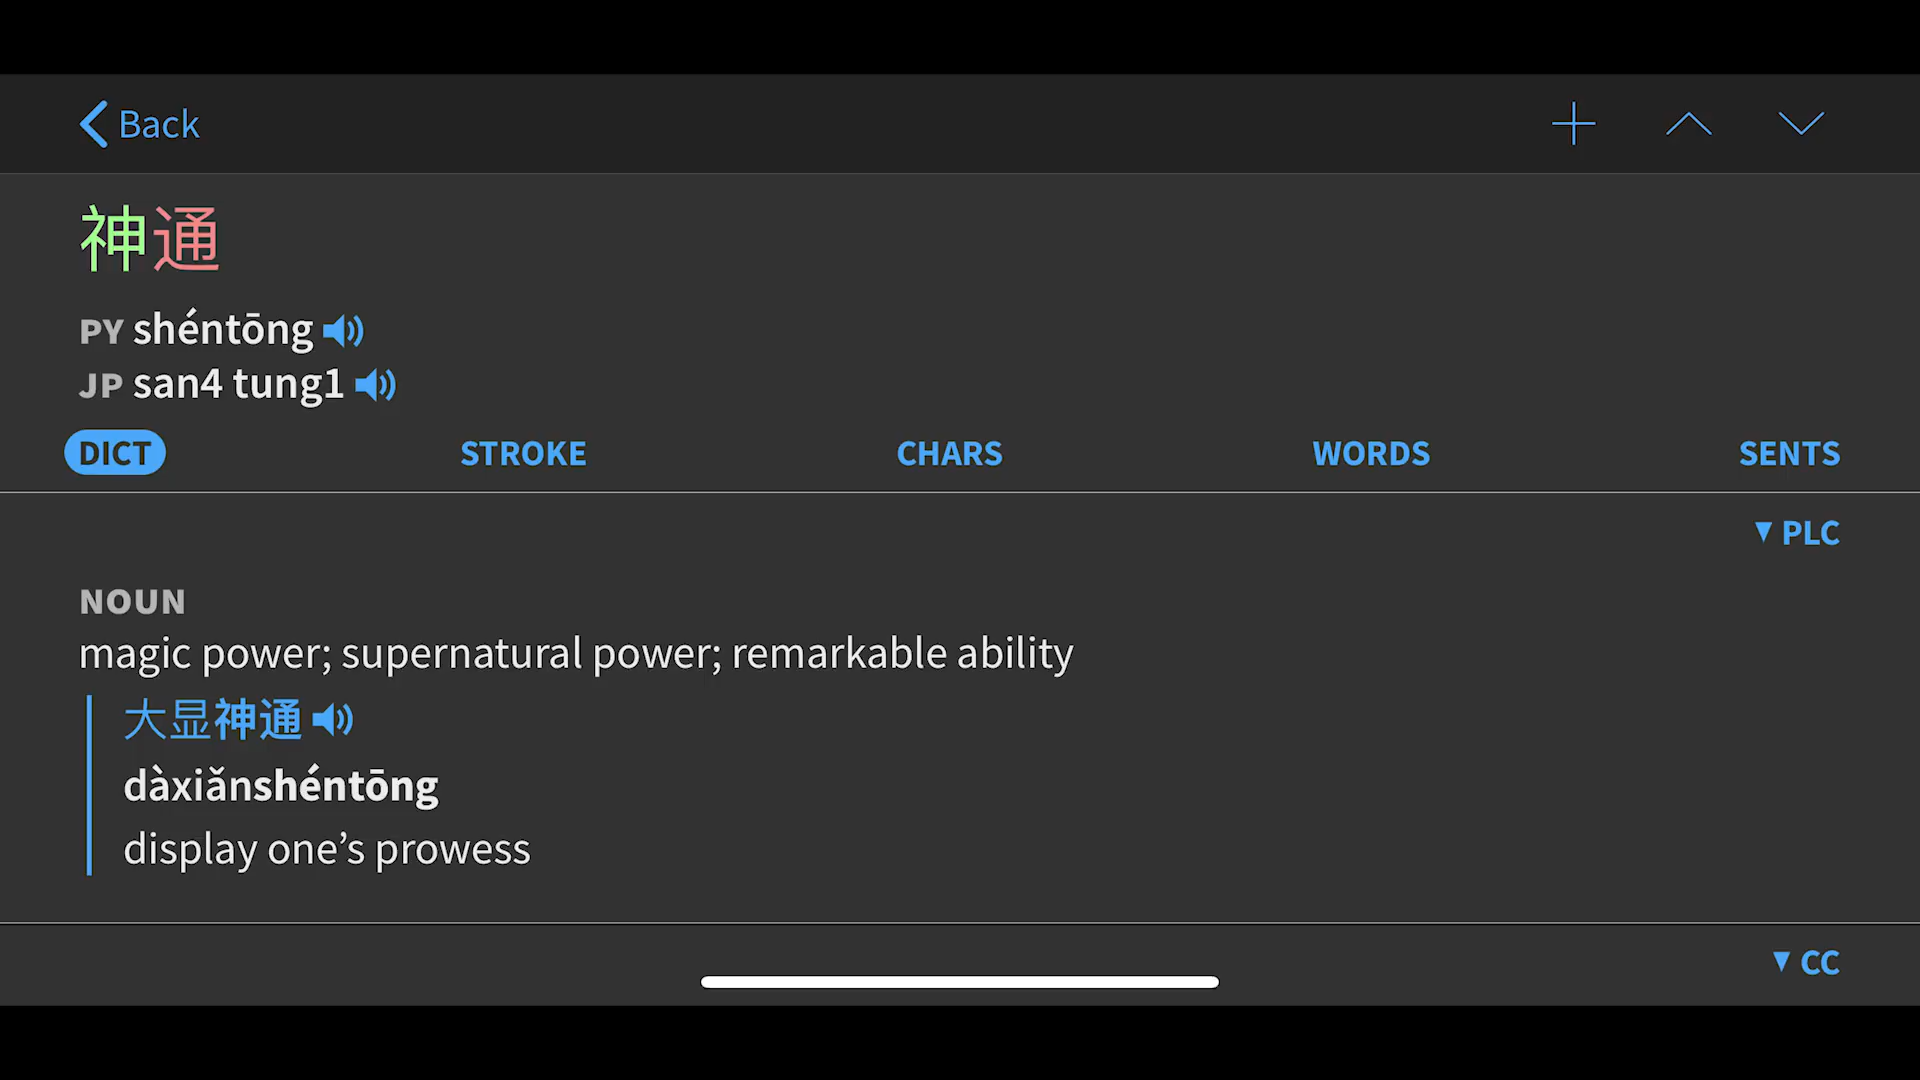 Back
神通
PY shéntōng
JP san4 tung1
DICT STROKE CHARS WORDS SENTS
▼ PLC
NOUN
magic power; supernatural power; remarkable ability
大显神通
dàxiǎnshéntōng
display one’s prowess
▼ CC